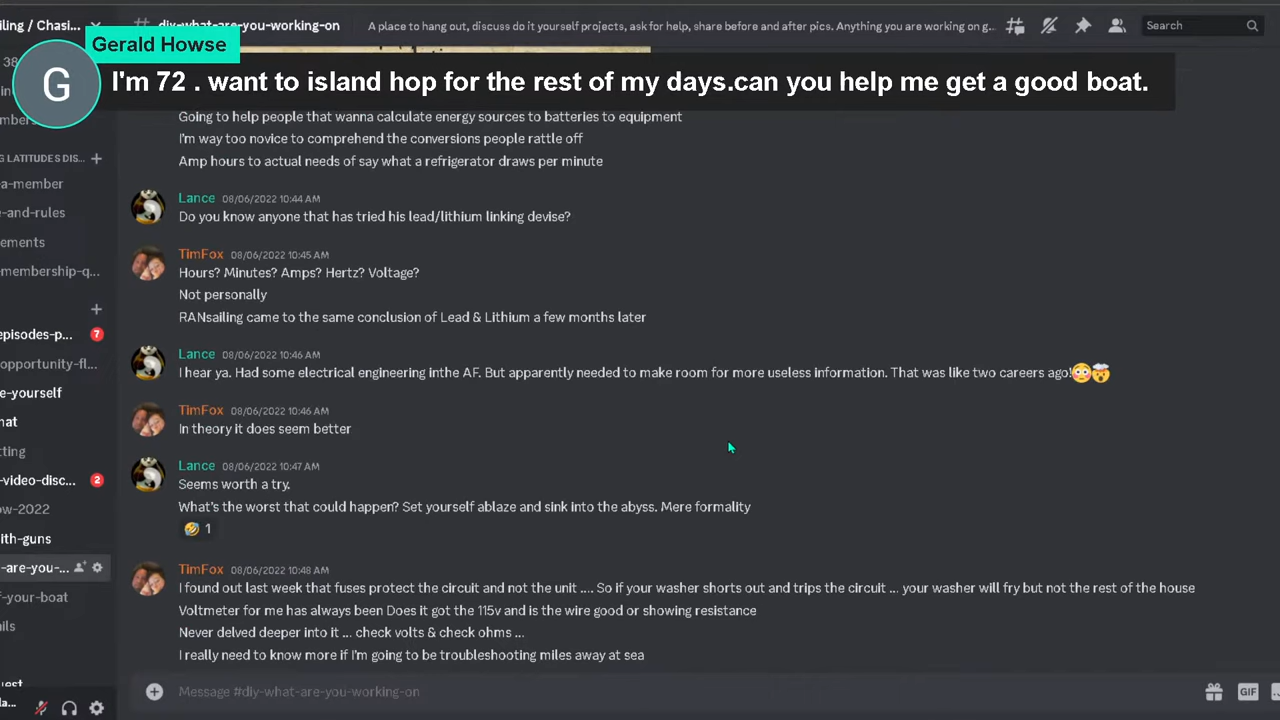 iling / Chasi...
diy-what-are-you-working-on
A place to hang out, discuss do it yourself projects, ask for help, share before and after pics. Anything you are working on g...
Search
Gerald Howse
G
I'm 72 . want to island hop for the rest of my days.can you help me get a good boat.
38
mbers
G LATITUDES DIS...
-a-member
e-and-rules
ements
-membership-q...
episodes-p...
7
opportunity-fl...
e-yourself
hat
tting
-video-disc...
2
ow-2022
ith-guns
-are-you-...
f-your-boat
ils
uest
la...
Going to help people that wanna calculate energy sources to batteries to equipment
I'm way too novice to comprehend the conversions people rattle off
Amp hours to actual needs of say what a refrigerator draws per minute
Lance 08/06/2022 10:44 AM
Do you know anyone that has tried his lead/lithium linking devise?
TimFox 08/06/2022 10:45 AM
Hours? Minutes? Amps? Hertz? Voltage?
Not personally
RANsailing came to the same conclusion of Lead & Lithium a few months later
Lance 08/06/2022 10:46 AM
I hear ya. Had some electrical engineering inthe AF. But apparently needed to make room for more useless information. That was like two careers ago!😳🤯
TimFox 08/06/2022 10:46 AM
In theory it does seem better
Lance 08/06/2022 10:47 AM
Seems worth a try.
What's the worst that could happen? Set yourself ablaze and sink into the abyss. Mere formality
🤣 1
TimFox 08/06/2022 10:48 AM
I found out last week that fuses protect the circuit and not the unit .... So if your washer shorts out and trips the circuit ... your washer will fry but not the rest of the house
Voltmeter for me has always been Does it got the 115v and is the wire good or showing resistance
Never delved deeper into it ... check volts & check ohms ...
I really need to know more if I'm going to be troubleshooting miles away at sea
Message #diy-what-are-you-working-on
GIF